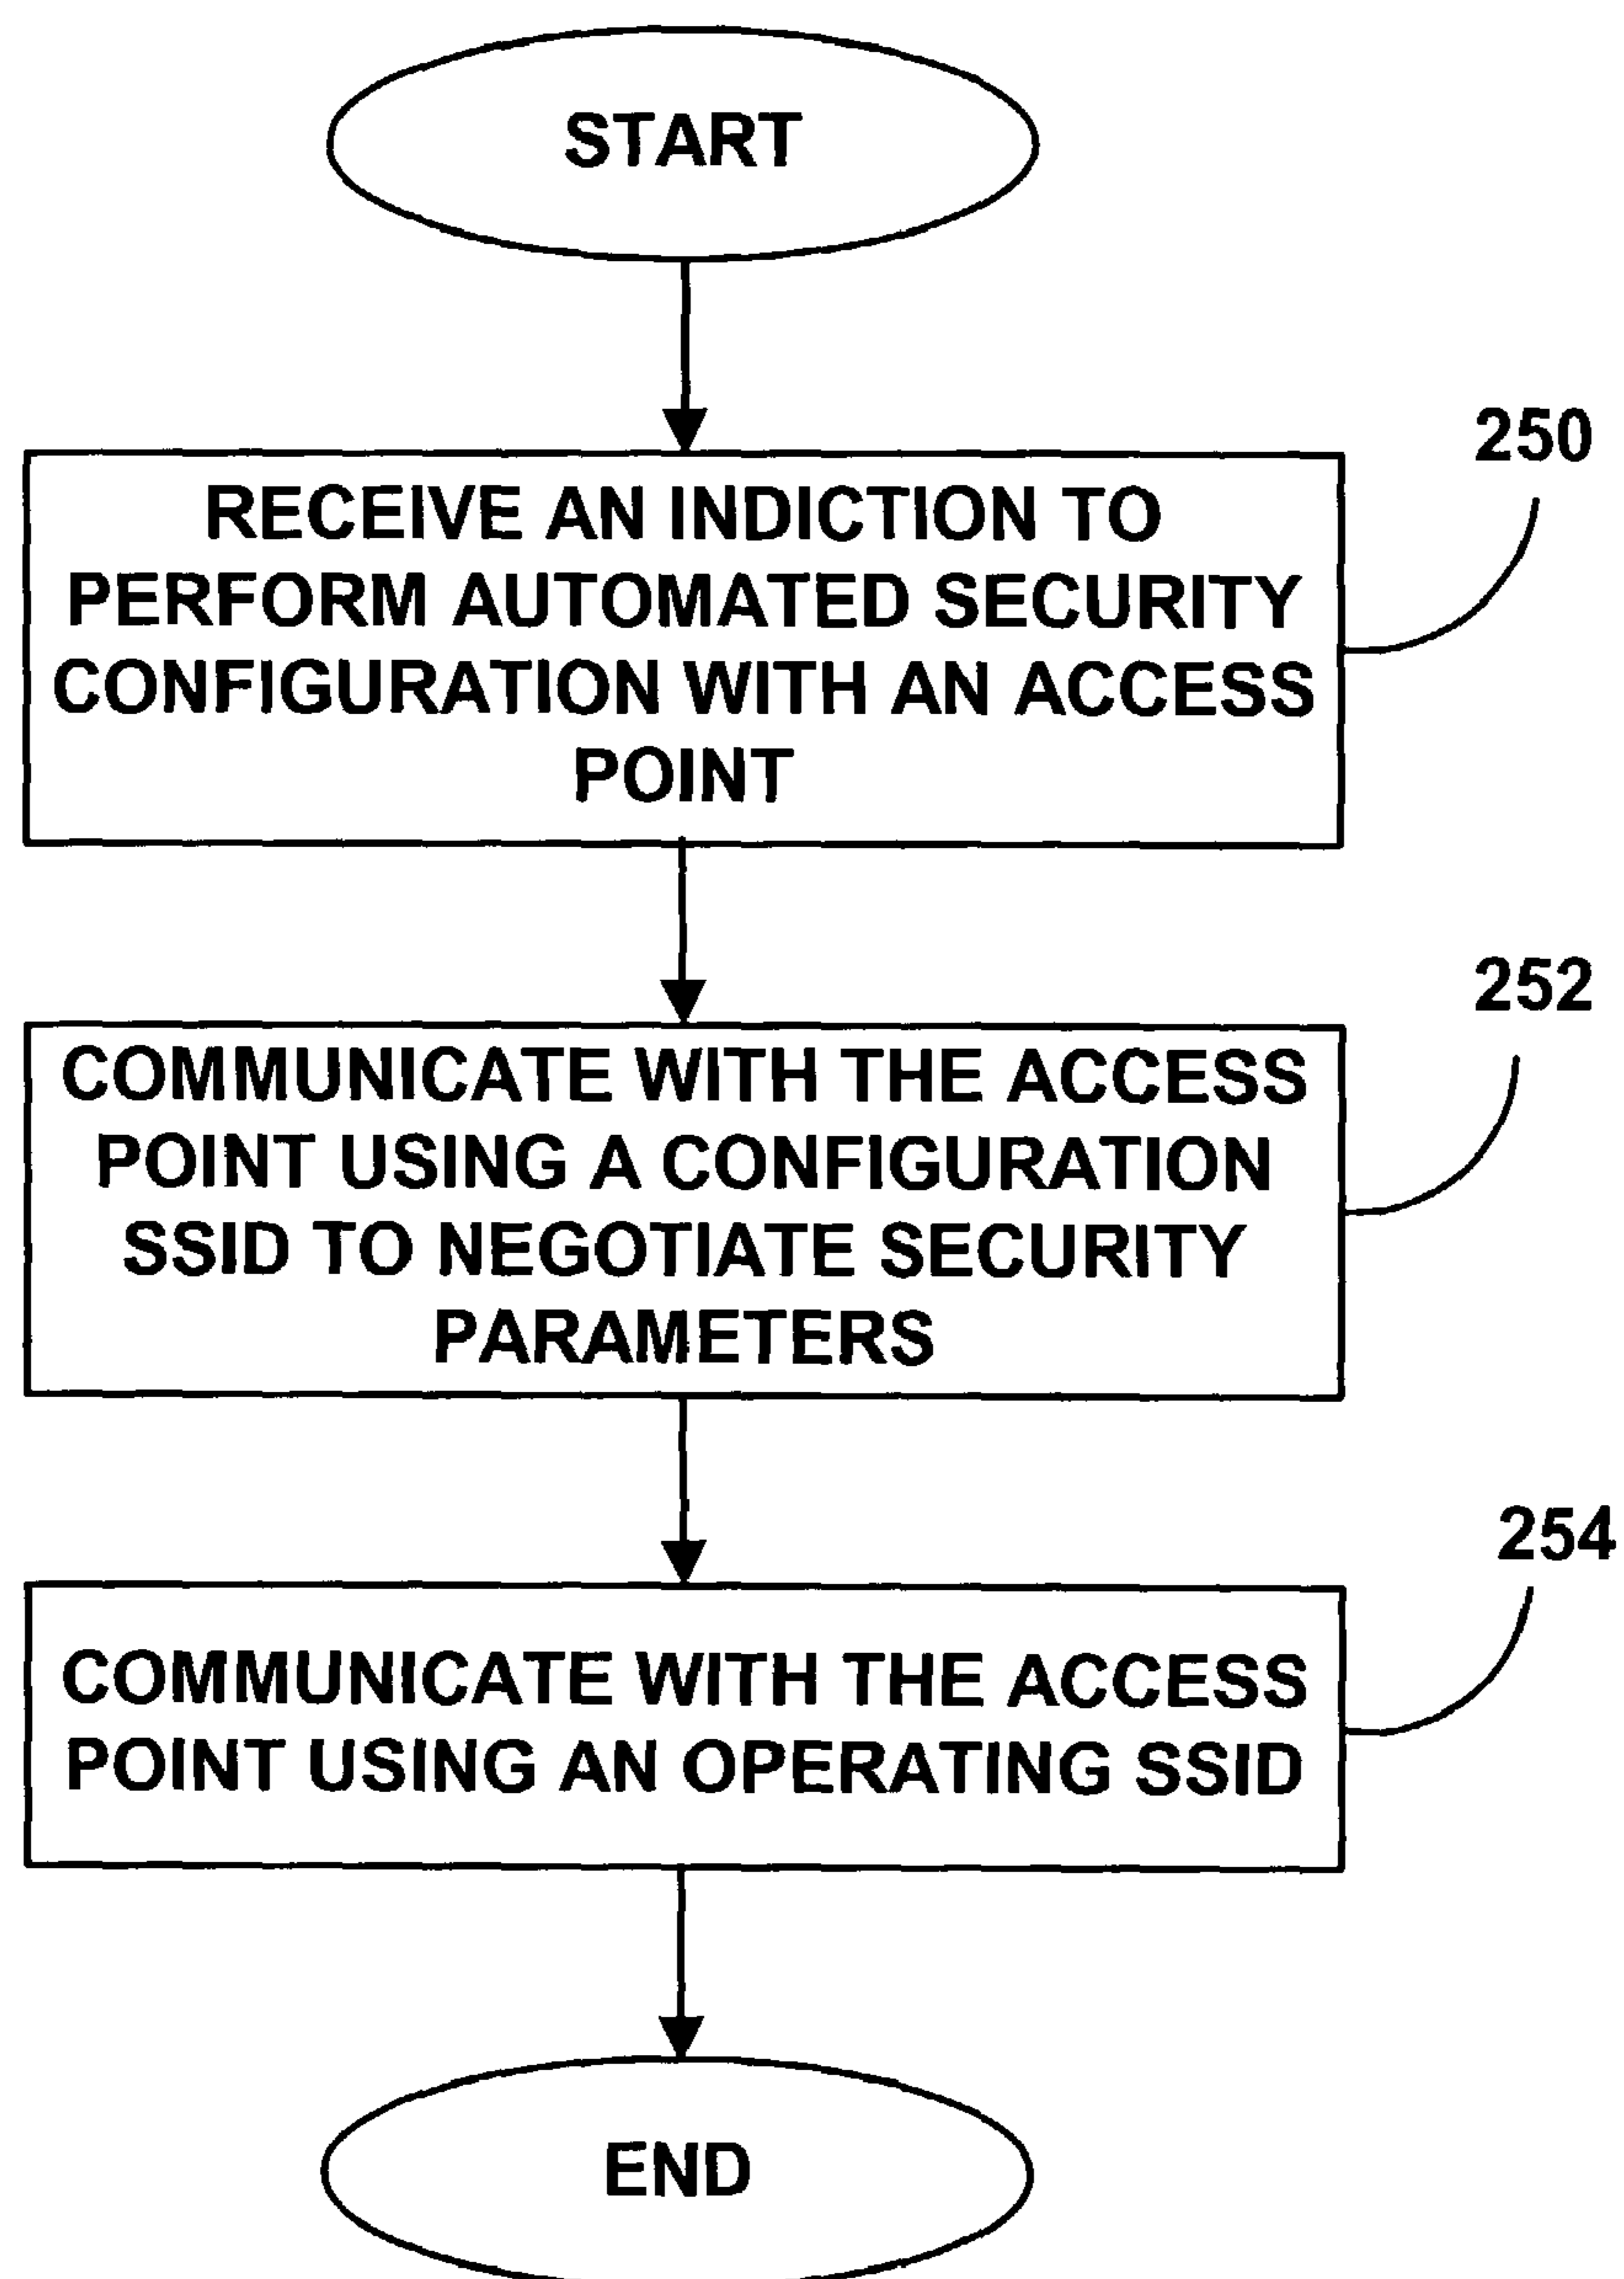 START
250
RECEIVE AN INDICTION TO
PERFORM AUTOMATED SECURITY
CONFIGURATION WITH AN ACCESS
POINT
252
COMMUNICATE WITH THE ACCESS
POINT USING A CONFIGURATION
SSID TO NEGOTIATE SECURITY
PARAMETERS
254
COMMUNICATE WITH THE ACCESS
POINT USING AN OPERATING SSID
END